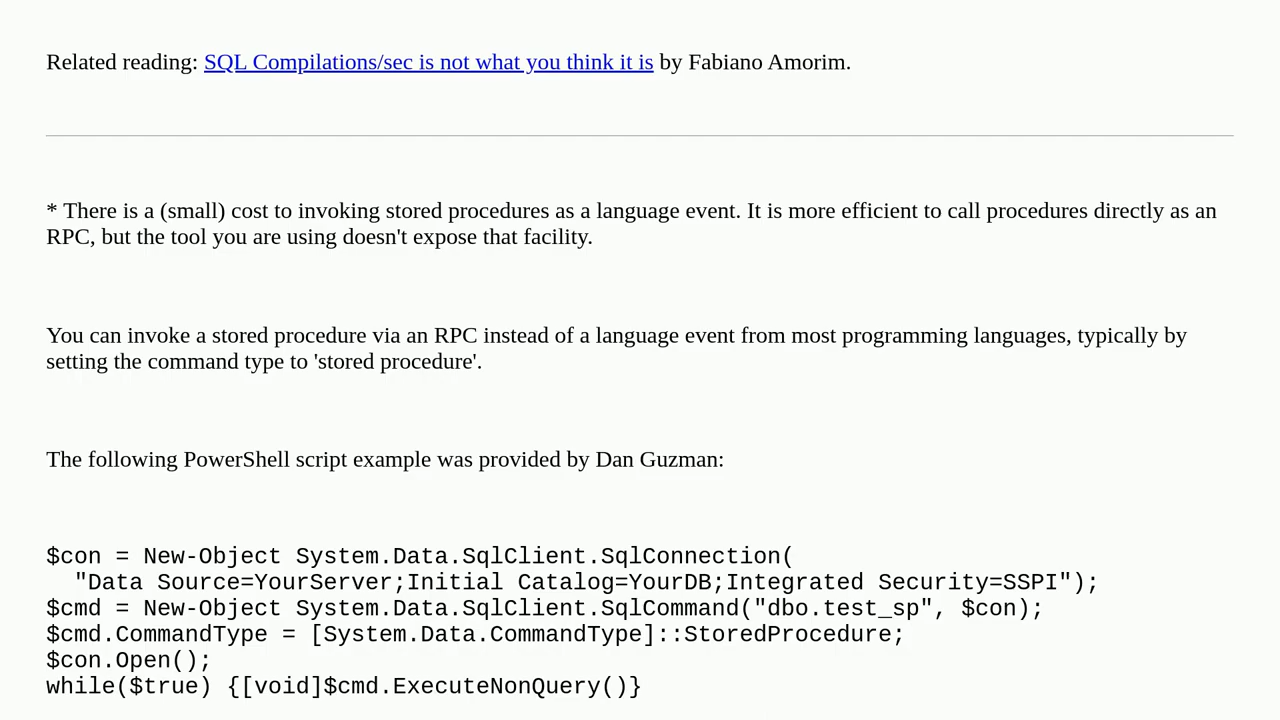 Related reading: SQL Compilations/sec is not what you think it is by Fabiano Amorim.
* There is a (small) cost to invoking stored procedures as a language event. It is more efficient to call procedures directly as an
RPC, but the tool you are using doesn't expose that facility.
You can invoke a stored procedure via an RPC instead of a language event from most programming languages, typically by
setting the command type to 'stored procedure'.
The following PowerShell script example was provided by Dan Guzman:
$con = New-Object System.Data.SqlClient.SqlConnection(
  "Data Source=YourServer;Initial Catalog=YourDB;Integrated Security=SSPI");
$cmd = New-Object System.Data.SqlClient.SqlCommand("dbo.test_sp", $con);
$cmd.CommandType = [System.Data.CommandType]::StoredProcedure;
$con.Open();
while($true) {[void]$cmd.ExecuteNonQuery()}